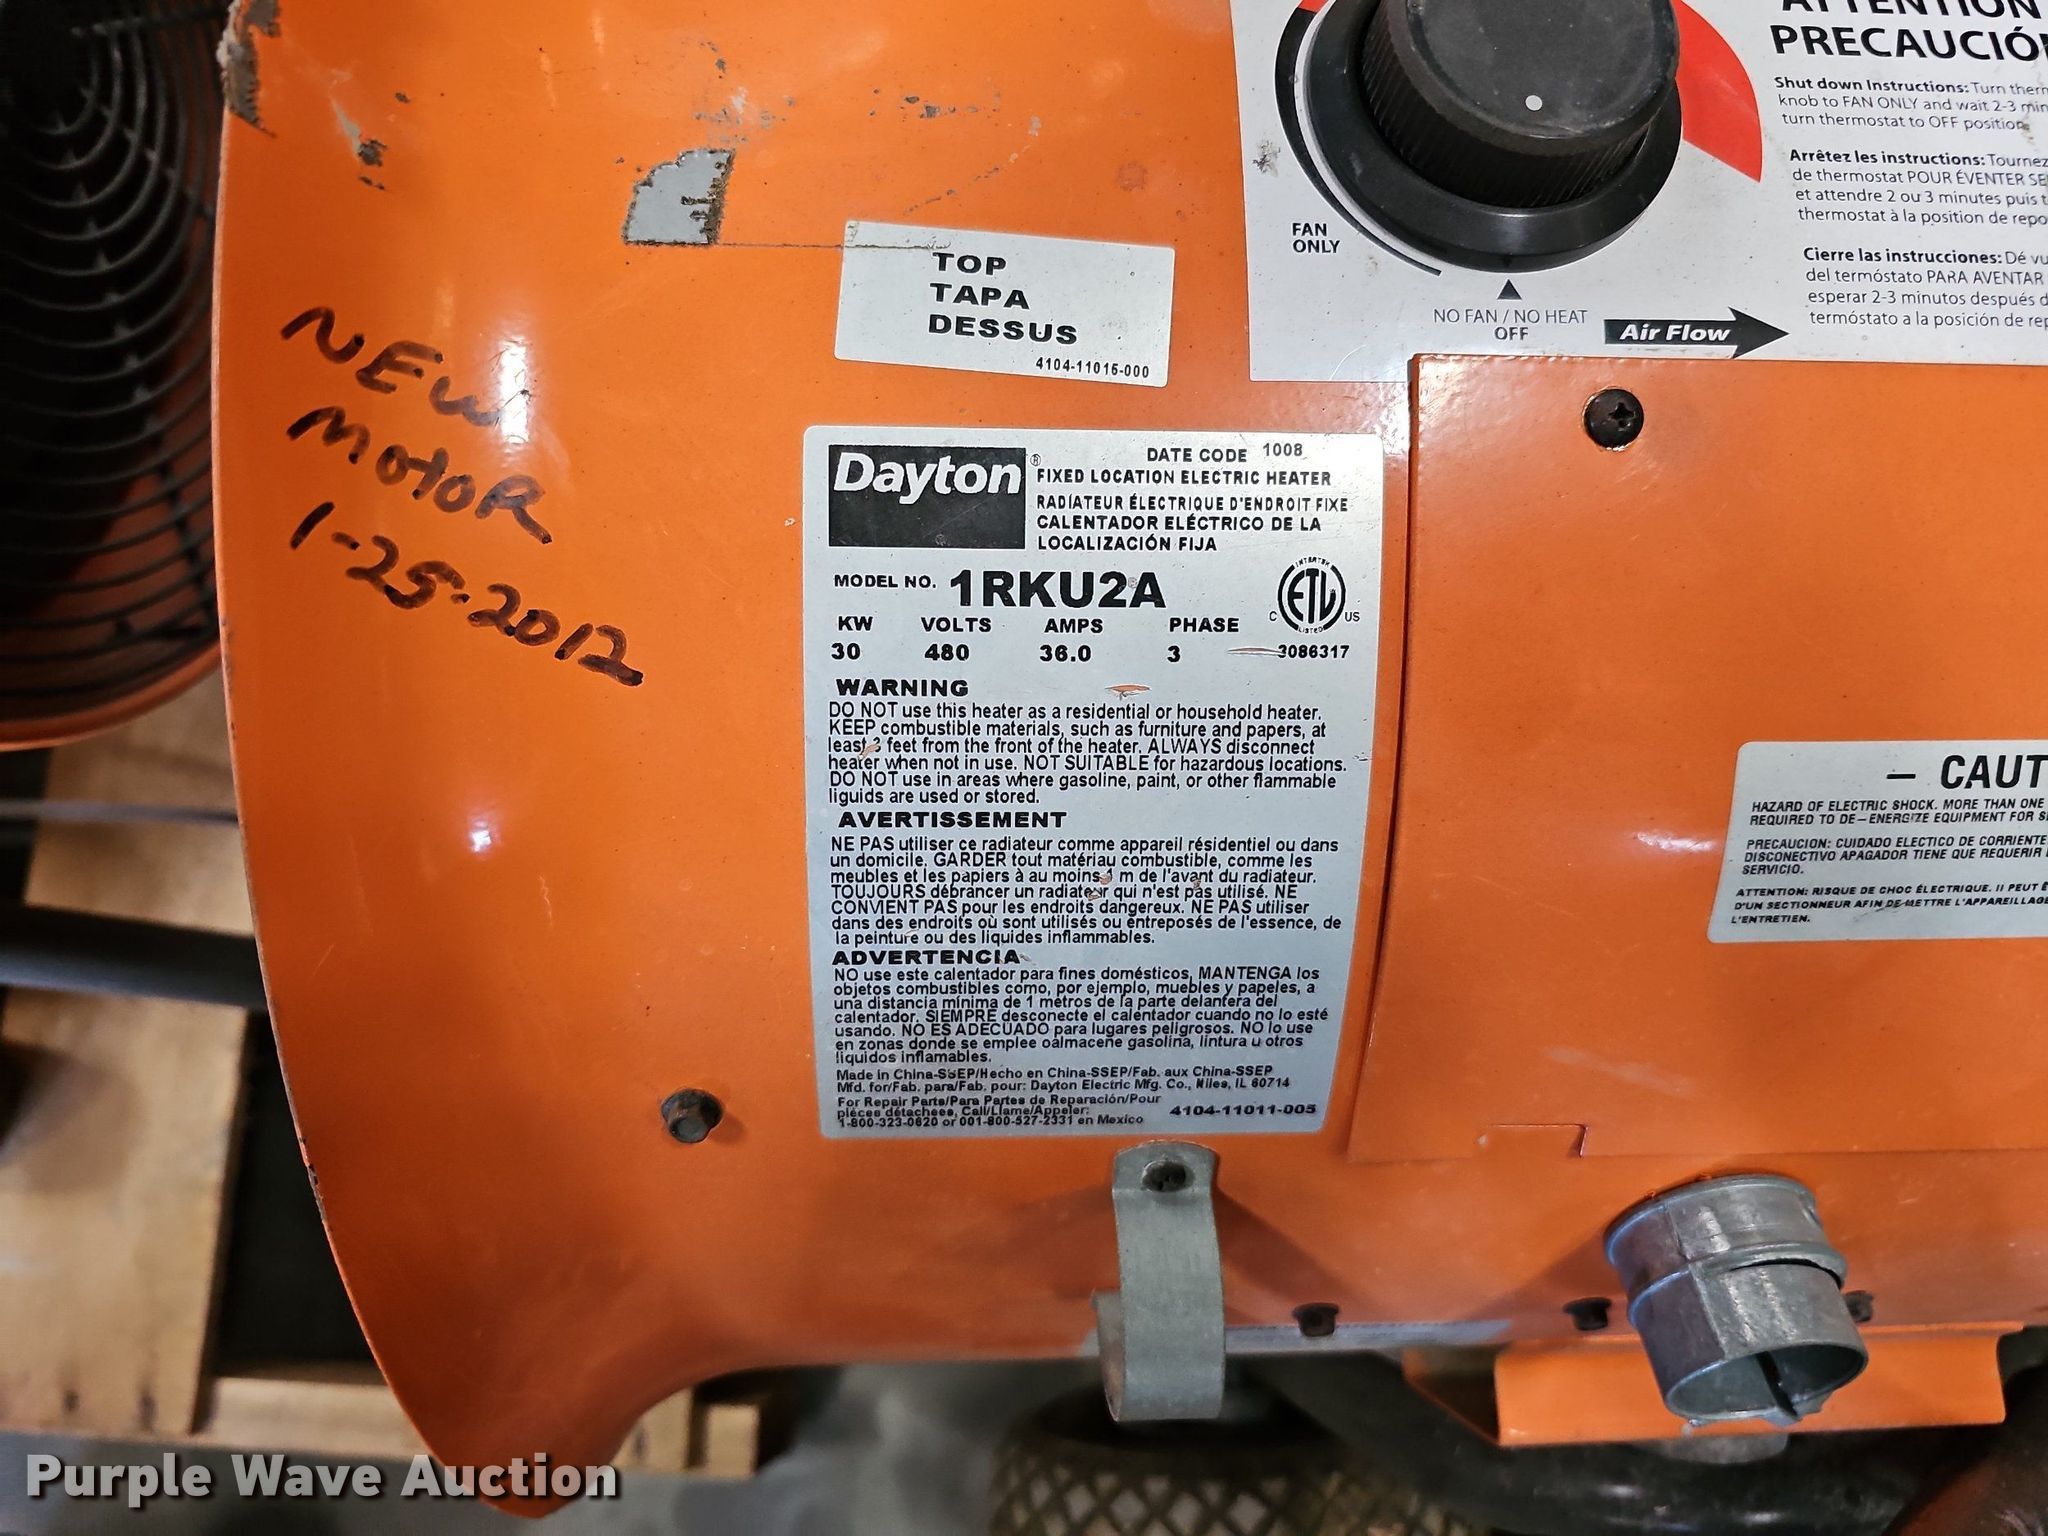 ATTENTION
PRECAUCIÓN
Shut down Instructions: Turn
knob to FAN ONLY and wait 2-3
turn thermostat to OFF position
Arrêtez les instructions: Tournez
de thermostat POUR ÉVENTER
et attendre 2 ou 3 minutes puis
thermostat à la position de
Cierre las instrucciones: Dé
del termóstato PARA AVENTAR
esperar 2-3 minutos después
termóstato a la posición de
FAN
ONLY
NO FAN / NO HEAT
OFF
Air Flow
TOP
TAPA
DESSUS
4104-11015-000
NEW
MOTOR
1-25-2012
Dayton®
DATE CODE 1008
FIXED LOCATION ELECTRIC HEATER
RADIATEUR ÉLECTRIQUE D'ENDROIT FIXE
CALENTADOR ELÉCTRICO DE LA
LOCALIZACIÓN FIJA
MODEL NO. 1RKU2A
INTERTEK
ETL
LISTED
C US
KW VOLTS AMPS PHASE
30 480 36.0 3 3086317
WARNING
DO NOT use this heater as a residential or household heater.
KEEP combustible materials, such as furniture and papers, at
least 3 feet from the front of the heater. ALWAYS disconnect
heater when not in use. NOT SUITABLE for hazardous locations.
DO NOT use in areas where gasoline, paint, or other flammable
liguids are used or stored.
AVERTISSEMENT
NE PAS utiliser ce radiateur comme appareil résidentiel ou dans
un domicile. GARDER tout matériau combustible, comme les
meubles et les papiers à au moins 1 m de l'avant du radiateur.
TOUJOURS débrancher un radiateur qui n'est pas utilisé. NE
CONVIENT PAS pour les endroits dangereux. NE PAS utiliser
dans des endroits où sont utilisés ou entreposés de l'essence, de
la peinture ou des liquides inflammables.
ADVERTENCIA
NO use este calentador para fines domésticos, MANTENGA los
objetos combustibles como, por ejemplo, muebles y papeles, a
una distancia mínima de 1 metros de la parte delantera del
calentador. SIEMPRE desconecte el calentador cuando no lo esté
usando. NO ES ADECUADO para lugares peligrosos. NO lo use
en zonas donde se emplee oalmacene gasolina, lintura u otros
líquidos inflamables.
Made in China-SSEP/Hecho en China-SSEP/Fab. aux China-SSEP
Mfd. for/Fab. para/Fab. pour: Dayton Electric Mfg. Co., Niles, IL 60714
For Repair Parts/Para Partes de Reparación/Pour
pièces détachees, Call/Llame/Appeler:
4104-11011-005
1-800-323-0620 or 001-800-527-2331 en Mexico
— CAUT
HAZARD OF ELECTRIC SHOCK. MORE THAN ONE
REQUIRED TO DE—ENERGIZE EQUIPMENT FOR
PRECAUCION: CUIDADO ELECTICO DE CORRIENTE
DISCONECTIVO APAGADOR TIENE QUE REQUERIR
SERVICIO.
ATTENTION: RISQUE DE CHOC ÉLECTRIQUE. II PEUT
D'UN SECTIONNEUR AFIN DE METTRE L'APPAREILLAGE
L'ENTRETIEN.
Purple Wave Auction